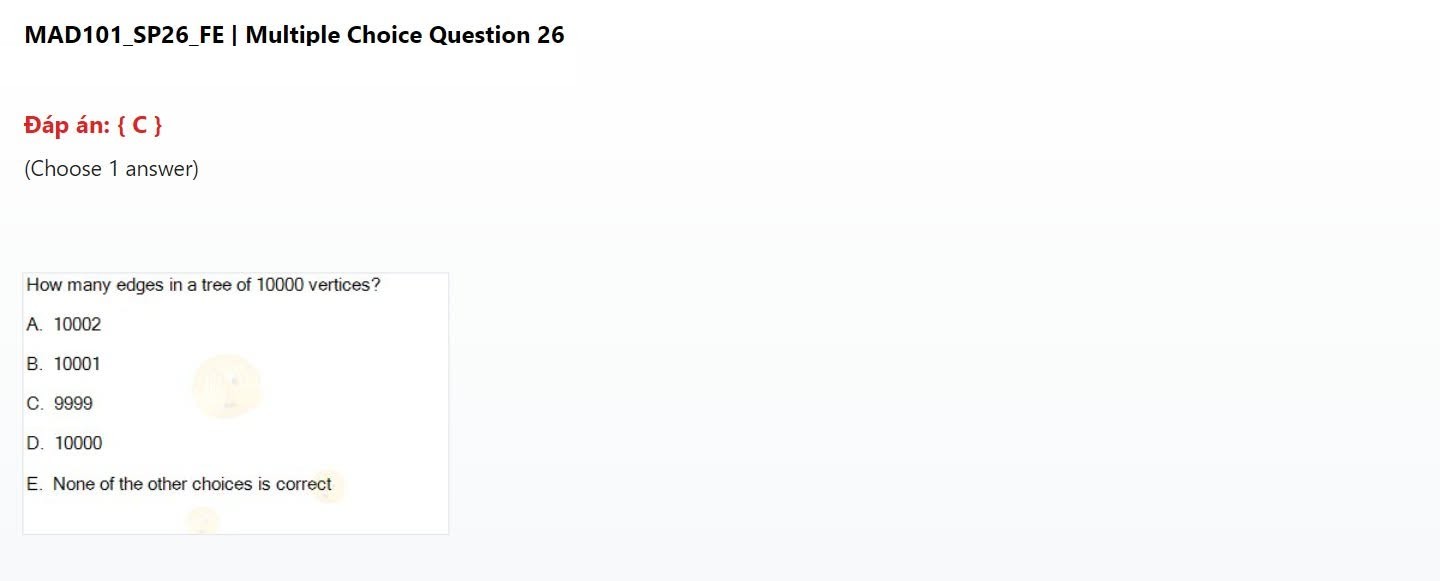 MAD101_SP26_FE | Multiple Choice Question 26
Đáp án: { C }
(Choose 1 answer)
How many edges in a tree of 10000 vertices?
A. 10002
B. 10001
C. 9999
D. 10000
E. None of the other choices is correct